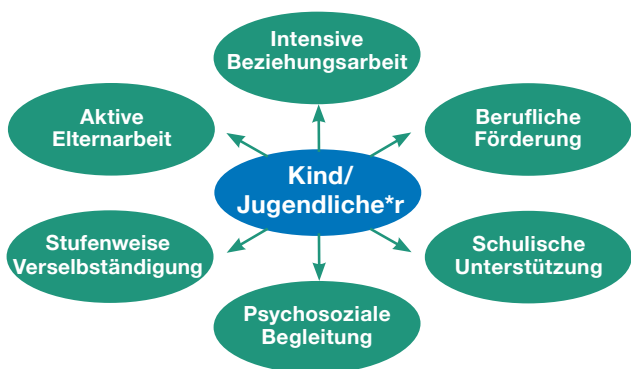 Intensive
Beziehungsarbeit
Aktive
Elternarbeit
Berufliche
Förderung
Kind/
Jugendliche*r
Stufenweise
Verselbständigung
Schulische
Unterstützung
Psychosoziale
Begleitung